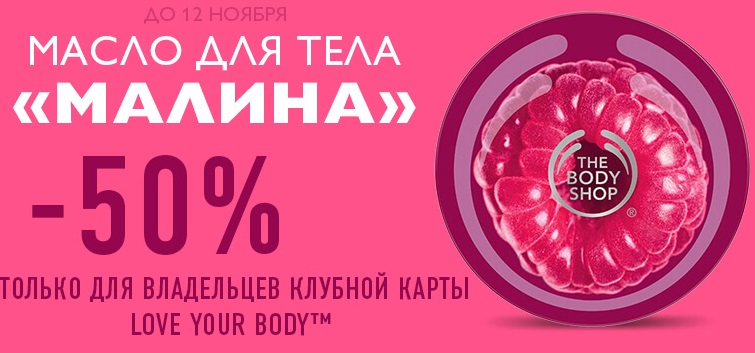 ДО 12 НОЯБРЯ
МАСЛО ДЛЯ ТЕЛА
«МАЛИНА»
-50%
ТОЛЬКО ДЛЯ ВЛАДЕЛЬЦЕВ КЛУБНОЙ КАРТЫ
LOVE YOUR BODY™
THE
BODY
SHOP
®